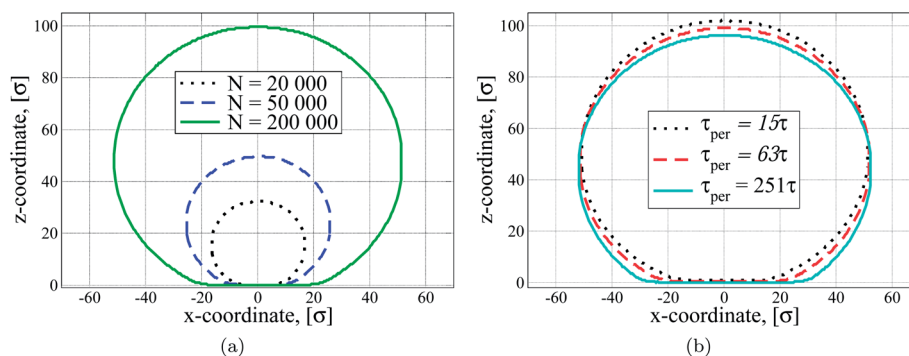 100
80
60
40
20
0
z-coordinate, [σ]
N = 20 000
N = 50 000
N = 200 000
-60 -40 -20 0 20 40 60
x-coordinate, [σ]
(a)
100
80
60
40
20
0
z-coordinate, [σ]
τper = 15τ
τper = 63τ
τper = 251τ
-60 -40 -20 0 20 40 60
x-coordinate, [σ]
(b)